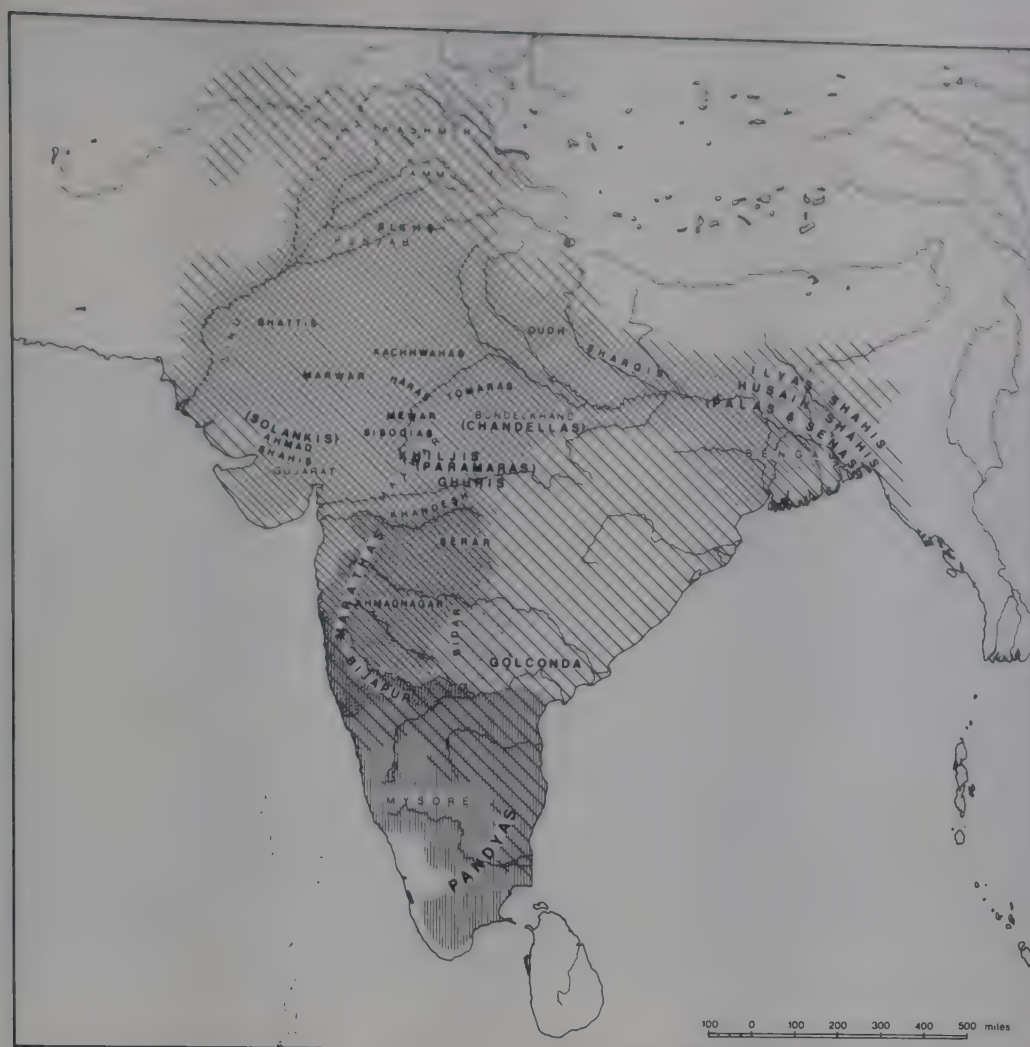 KASHMIR
JAMMU
SIKHS
PUNJAB
BHATTIS
OUDH
SHARQIS
KACHHWAHAS
MARWAR
HARAS
TOMARAS
ILYAS SHAHIS
HUSAIN SHAHIS
(PALAS & SENAS)
MEWAR
SISODIAS
BUNDELKHAND
(CHANDELLAS)
(SOLANKIS)
AHMAD
SHAHIS
GUJARAT
BENGAL
KHILJIS
(PARAMARAS)
GHURIS
KHANDESH
BERAR
MARATHAS
AHMADNAGAR
BIDAR
GOLCONDA
BIJAPUR
MYSORE
PANDYAS
100 0 100 200 300 400 500 miles